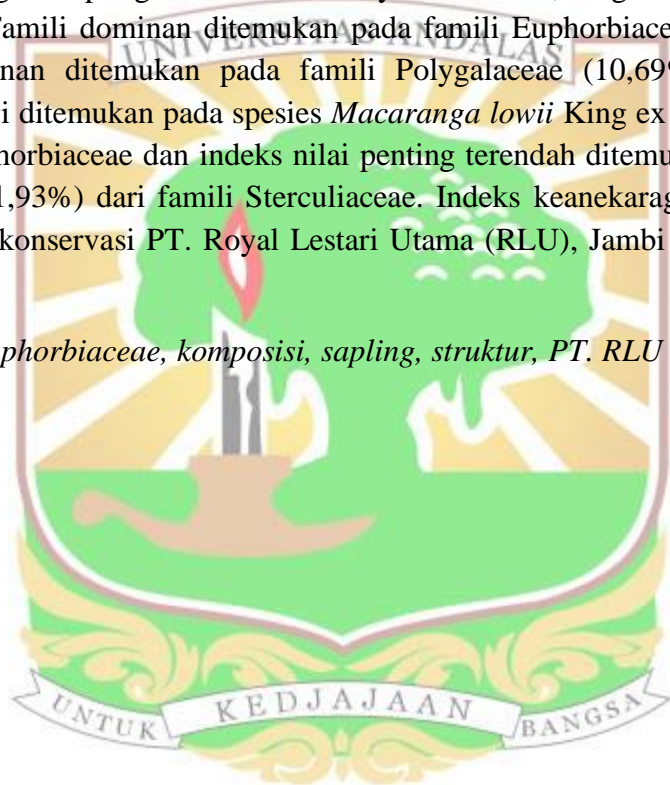 Famili dominan ditemukan pada famili Euphorbiace
UNIVERSITAS ANDALAS
nan ditemukan pada famili Polygalaceae (10,69%
i ditemukan pada spesies Macaranga lowii King ex
horbiaceae dan indeks nilai penting terendah ditemu
1,93%) dari famili Sterculiaceae. Indeks keanekarag
konservasi PT. Royal Lestari Utama (RLU), Jambi
phorbiaceae, komposisi, sapling, struktur, PT. RLU
UNTUK KEDJAJAAN BANGSA